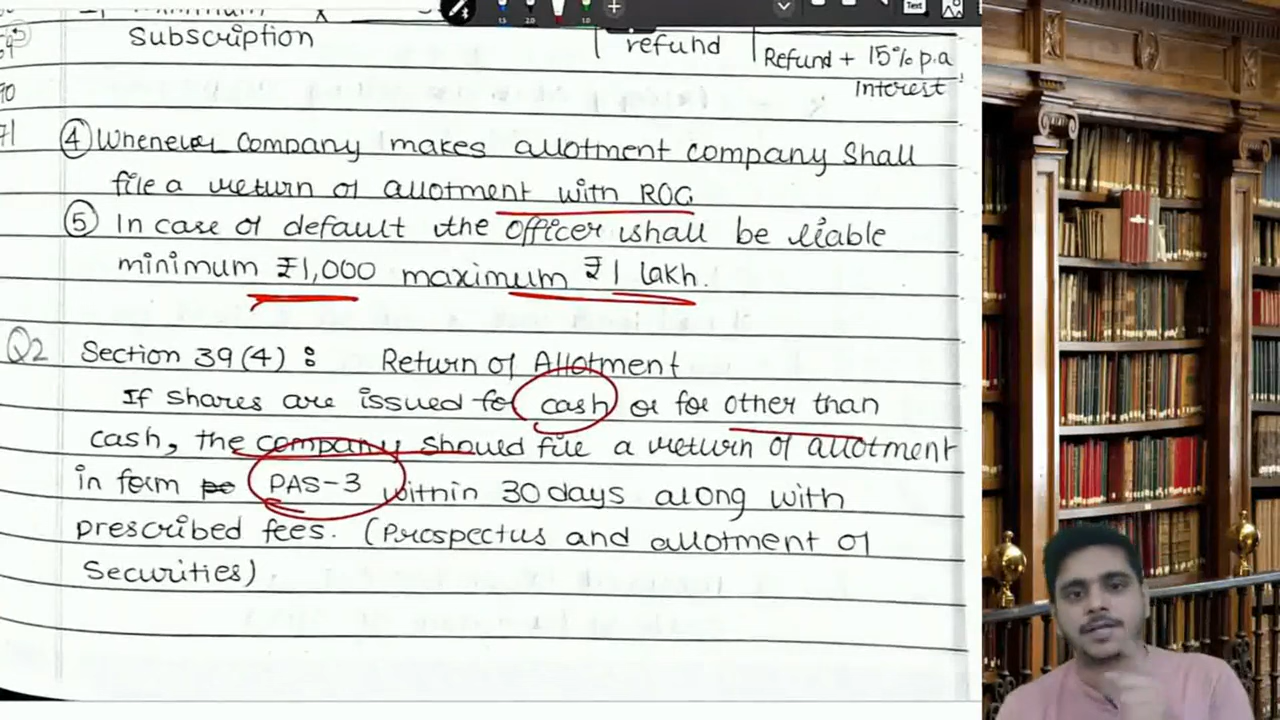 Subscription
refund
Refund + 15% p.a
interest
90
71
④ Whenever Company makes allotment company Shall
file a return of allotment with ROC
⑤ In case of default the officer shall be liable
minimum ₹1,000 maximum ₹1 lakh.
Q2 Section 39(4) : Return of Allotment
If shares are issued for cash or for other than
cash, the company should file a return of allotment
in form PAS-3 within 30 days along with
prescribed fees. (Prospectus and allotment of
Securities)
Text